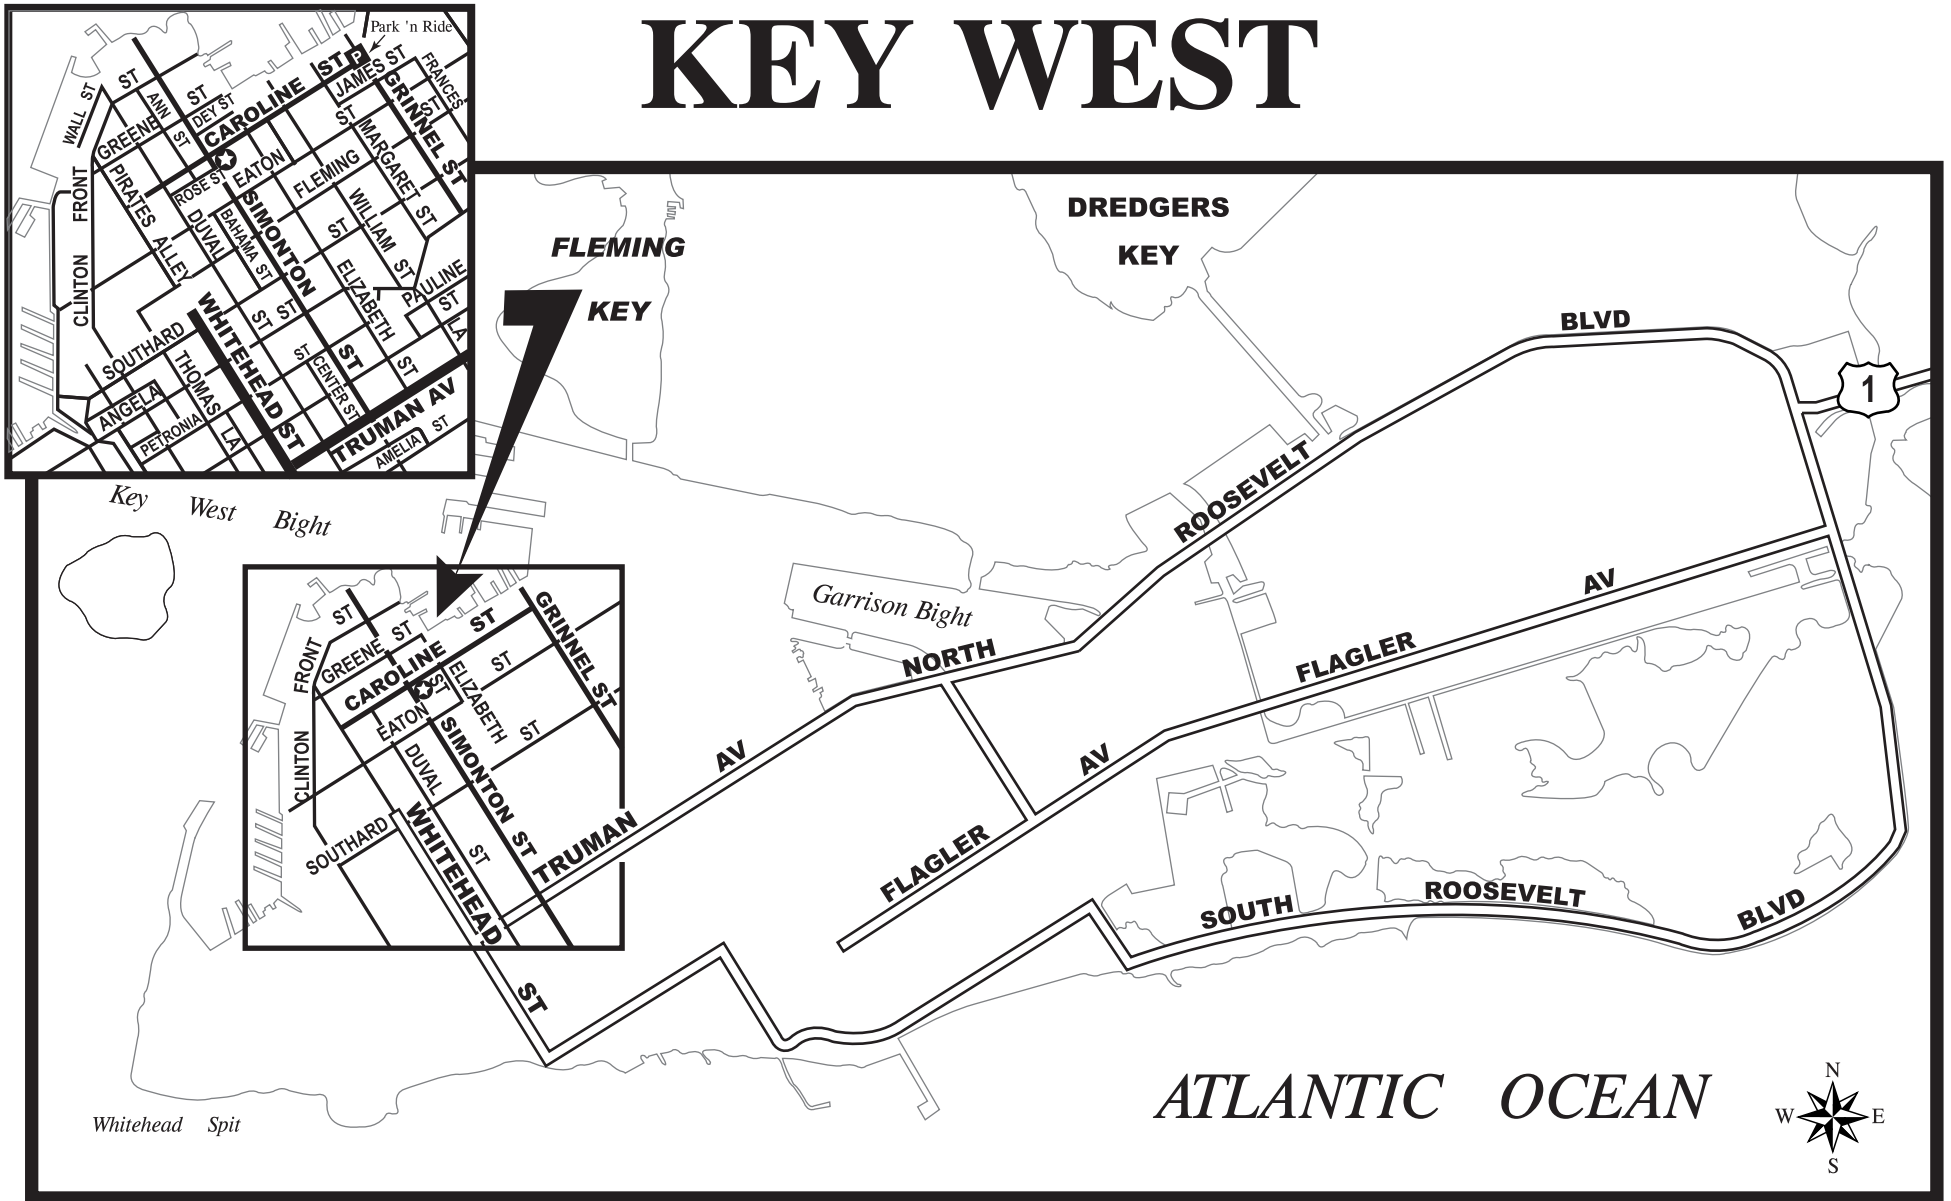 KEY WEST
Park 'n Ride
P
WALL ST
ST
ANN
ST
ST
DEY ST
CAROLINE
ST
JAMES ST
FRANCES
ST
GRINNEL ST
GREENE
FRONT
PIRATES
ALLEY
ROSE ST
EATON
FLEMING
ST
ST
MARGARET
ST
WILLIAM
ST
DUVAL
BAHAMA ST
SIMONTON
ST
CLINTON
ELIZABETH
ST
PAULINE
ST
LA
WHITEHEAD ST
ST
ST
SOUTHARD
THOMAS
LA
ST
CENTER ST
ANGELA
PETRONIA
TRUMAN AV
AMELIA
ST
FLEMING
KEY
DREDGERS
KEY
BLVD
1
ROOSEVELT
Key West Bight
Garrison Bight
NORTH
AV
FLAGLER
AV
AV
FLAGLER
TRUMAN
ST
ST
GREENE
FRONT
CAROLINE
ST
GRINNEL ST
ST
ELIZABETH
ST
ST
EATON
CLINTON
DUVAL
ST
SIMONTON ST
SOUTHARD
WHITEHEAD
ST
SOUTH
ROOSEVELT
BLVD
ATLANTIC OCEAN
Whitehead Spit
N
W
E
S